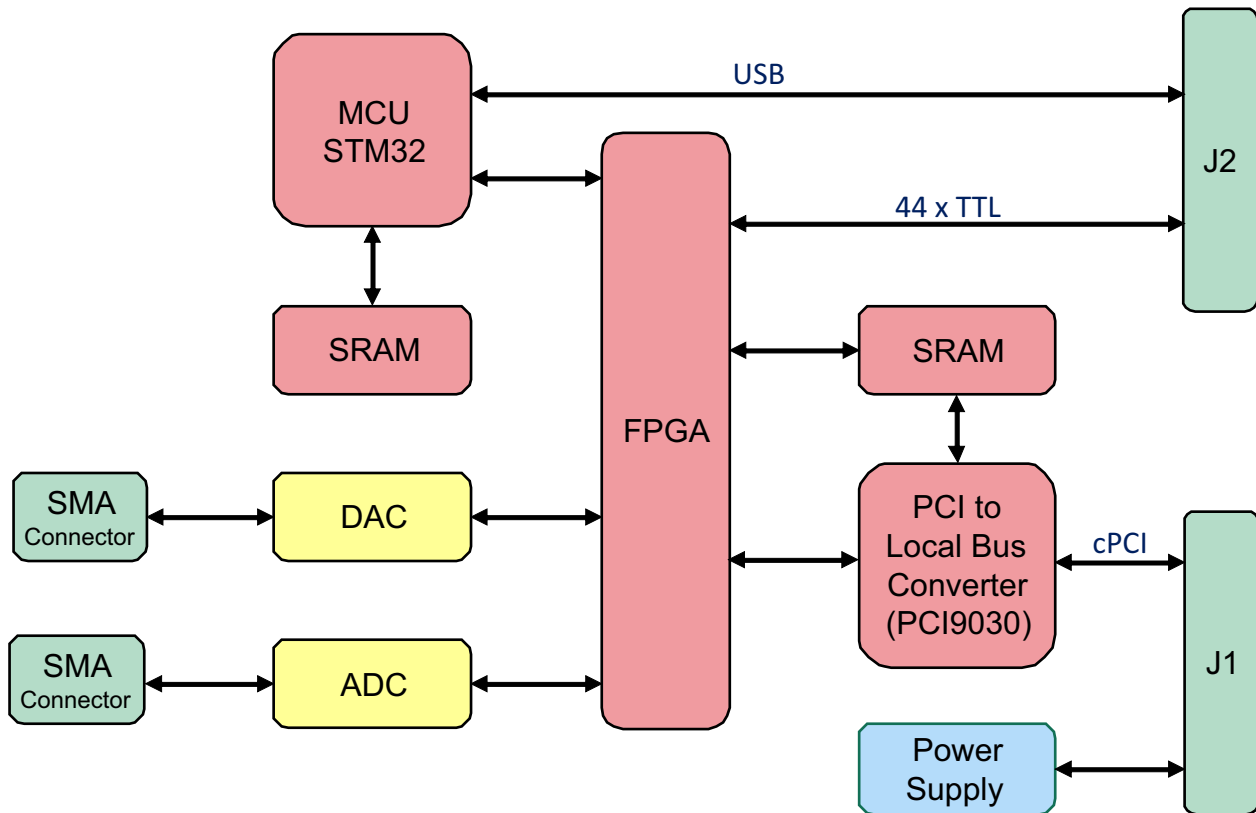 USB
MCU
STM32
J2
44 x TTL
SRAM
SRAM
FPGA
SMA
Connector
DAC
PCI to
Local Bus
Converter
(PCI9030)
cPCI
SMA
Connector
ADC
J1
Power
Supply